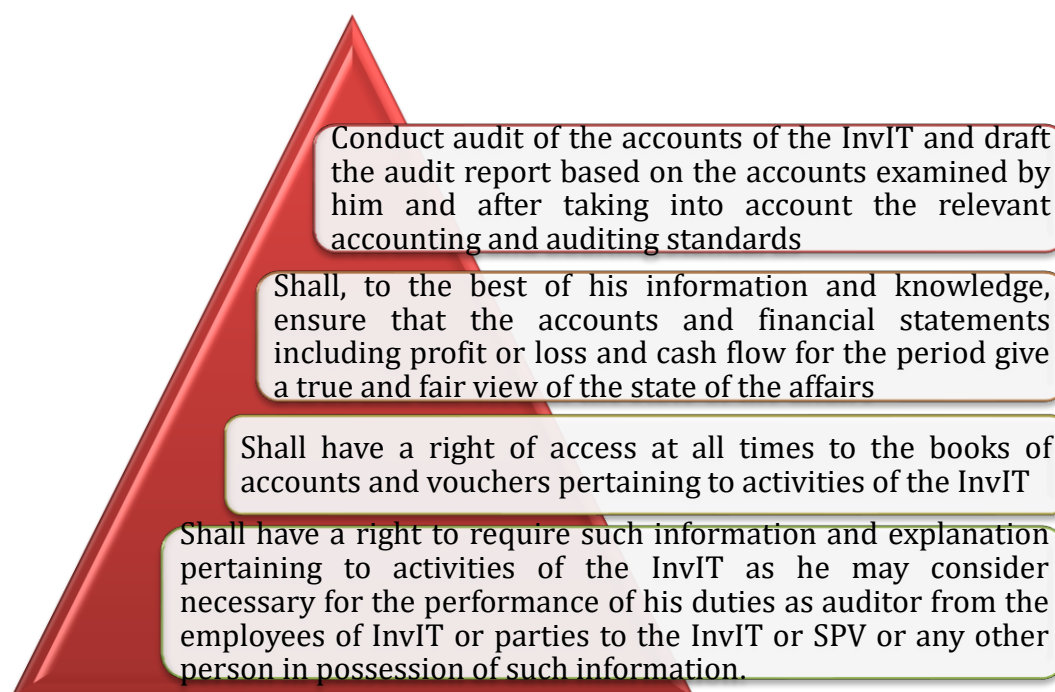 Conduct audit of the accounts of the InvIT and draft
the audit report based on the accounts examined by
him and after taking into account the relevant
accounting and auditing standards
Shall, to the best of his information and knowledge,
ensure that the accounts and financial statements
including profit or loss and cash flow for the period give
a true and fair view of the state of the affairs
Shall have a right of access at all times to the books of
accounts and vouchers pertaining to activities of the InvIT
Shall have a right to require such information and explanation
pertaining to activities of the InvIT as he may consider
necessary for the performance of his duties as auditor from the
employees of InvIT or parties to the InvIT or SPV or any other
person in possession of such information.